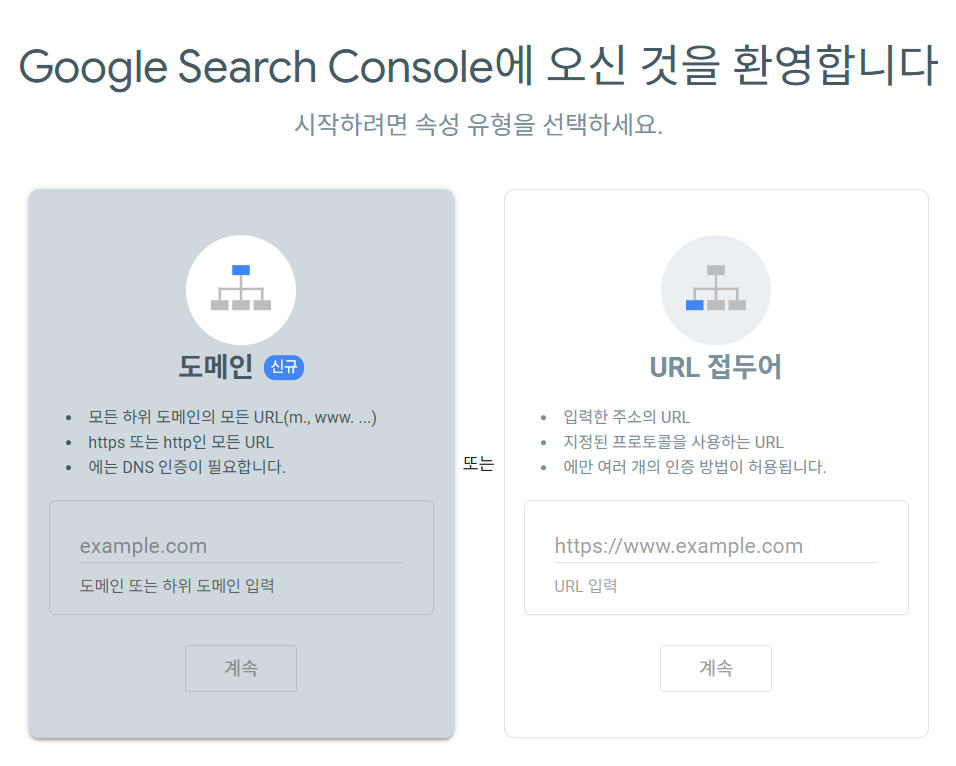 Google Search Console에 오신 것을 환영합니다
시작하려면 속성 유형을 선택하세요.
도메인 신규
• 모든 하위 도메인의 모든 URL(m., www. ...)
• https 또는 http인 모든 URL
• 에는 DNS 인증이 필요합니다.
example.com
도메인 또는 하위 도메인 입력
계속
또는
URL 접두어
• 입력한 주소의 URL
• 지정된 프로토콜을 사용하는 URL
• 에만 여러 개의 인증 방법이 허용됩니다.
https://www.example.com
URL 입력
계속